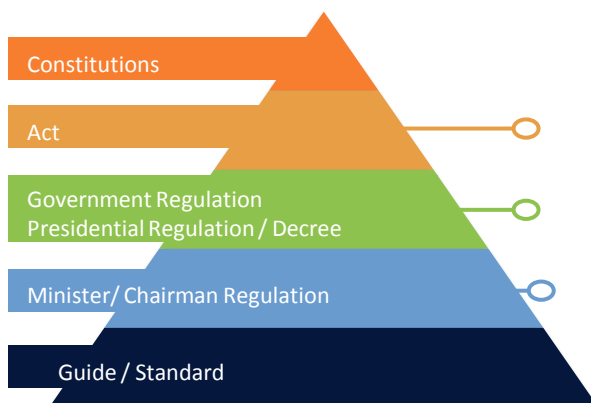 Constitutions
Act
Government Regulation
Presidential Regulation / Decree
Minister/ Chairman Regulation
Guide / Standard